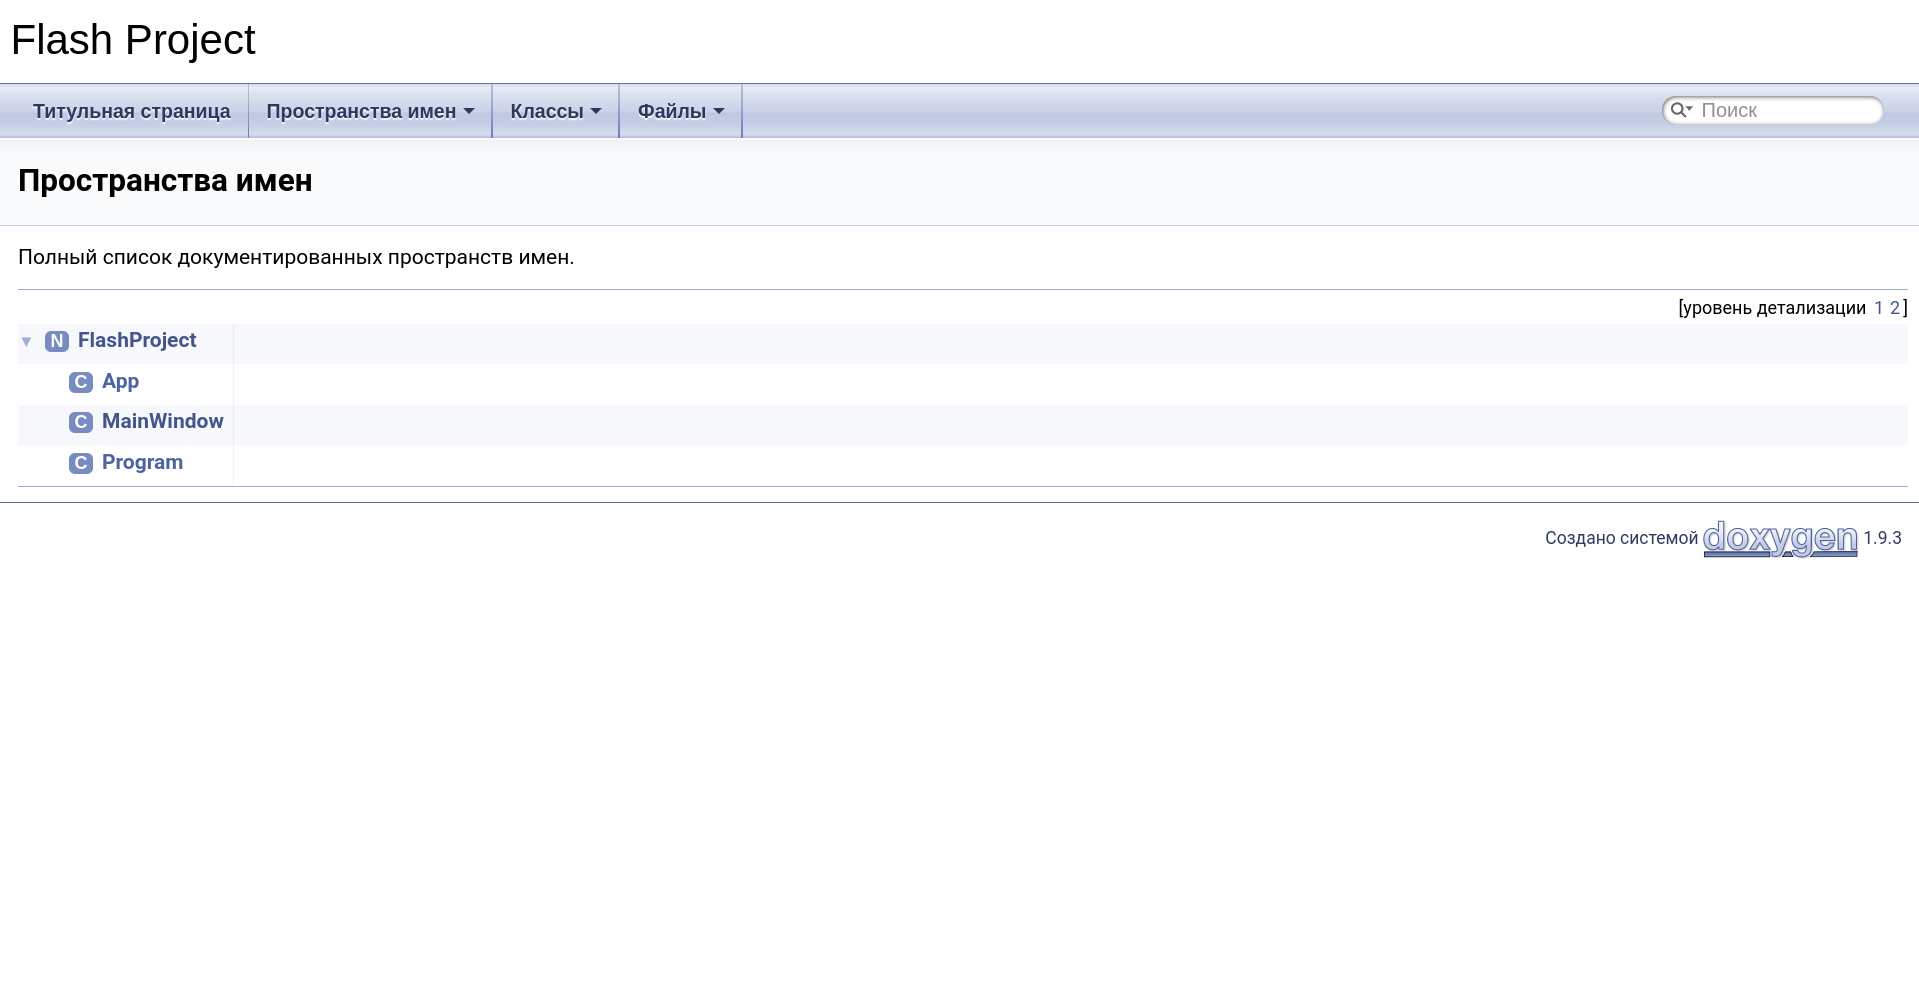 Flash Project
Титульная страница Пространства имен Классы Файлы Поиск
Пространства имен
Полный список документированных пространств имен.
[уровень детализации 1 2]
▼ N FlashProject
C App
C MainWindow
C Program
Создано системой doxygen 1.9.3